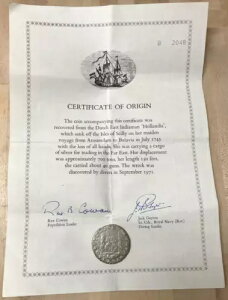 B 2048
CERTIFICATE OF ORIGIN
The coin accompanying this certificate was
recovered from the Dutch East Indiaman 'Hollandia',
which sank off the Isles of Scilly on her maiden
voyage from Amsterdam to Batavia in July 1743
with the loss of all hands. She was carrying a cargo
of silver for trading in the Far East. Her displacement
was approximately 700 tons, her length 150 feet,
she carried about 40 guns. The wreck was
discovered by divers in September 1971.
Rex B Cowan
Rex Cowan
Expedition Leader
Jack Gayton
Royal Navy (Ret)
Diving Leader